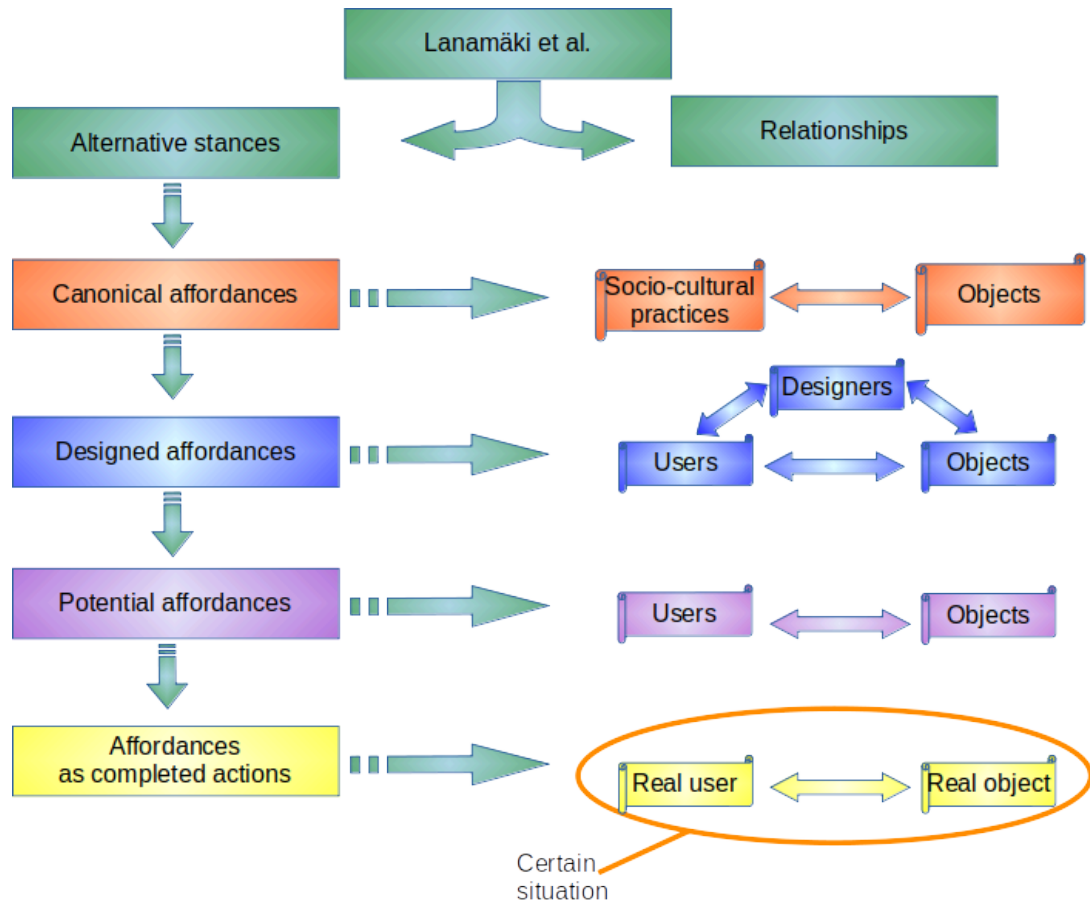 Lanamäki et al.
Alternative stances
Relationships
Canonical affordances
Socio-cultural
practices
Objects
Designers
Designed affordances
Users
Objects
Potential affordances
Users
Objects
Affordances
as completed actions
Real user
Real object
Certain
situation